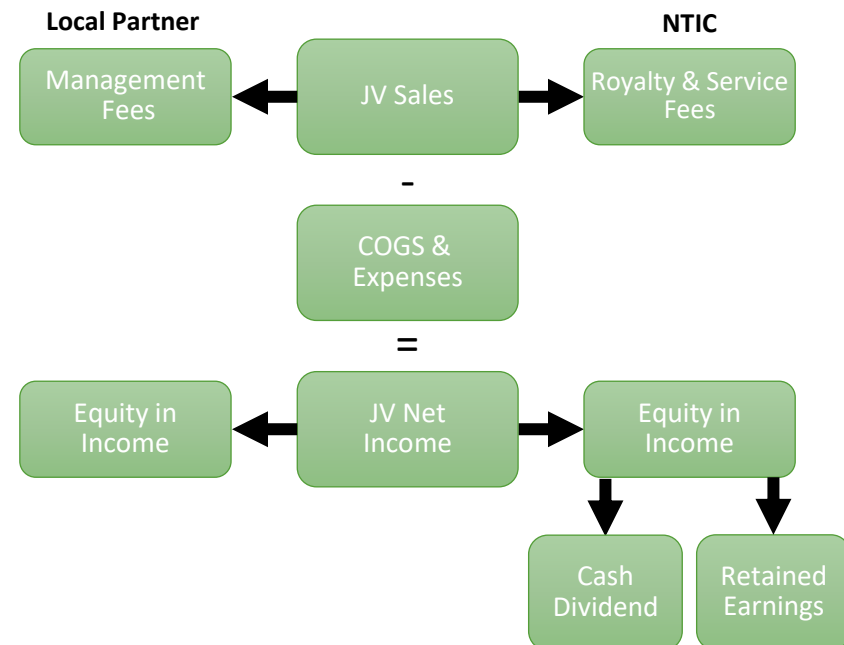 Local Partner
NTIC
Management
Fees
JV Sales
Royalty & Service
Fees
-
COGS &
Expenses
=
Equity in
Income
JV Net
Income
Equity in
Income
Cash
Dividend
Retained
Earnings